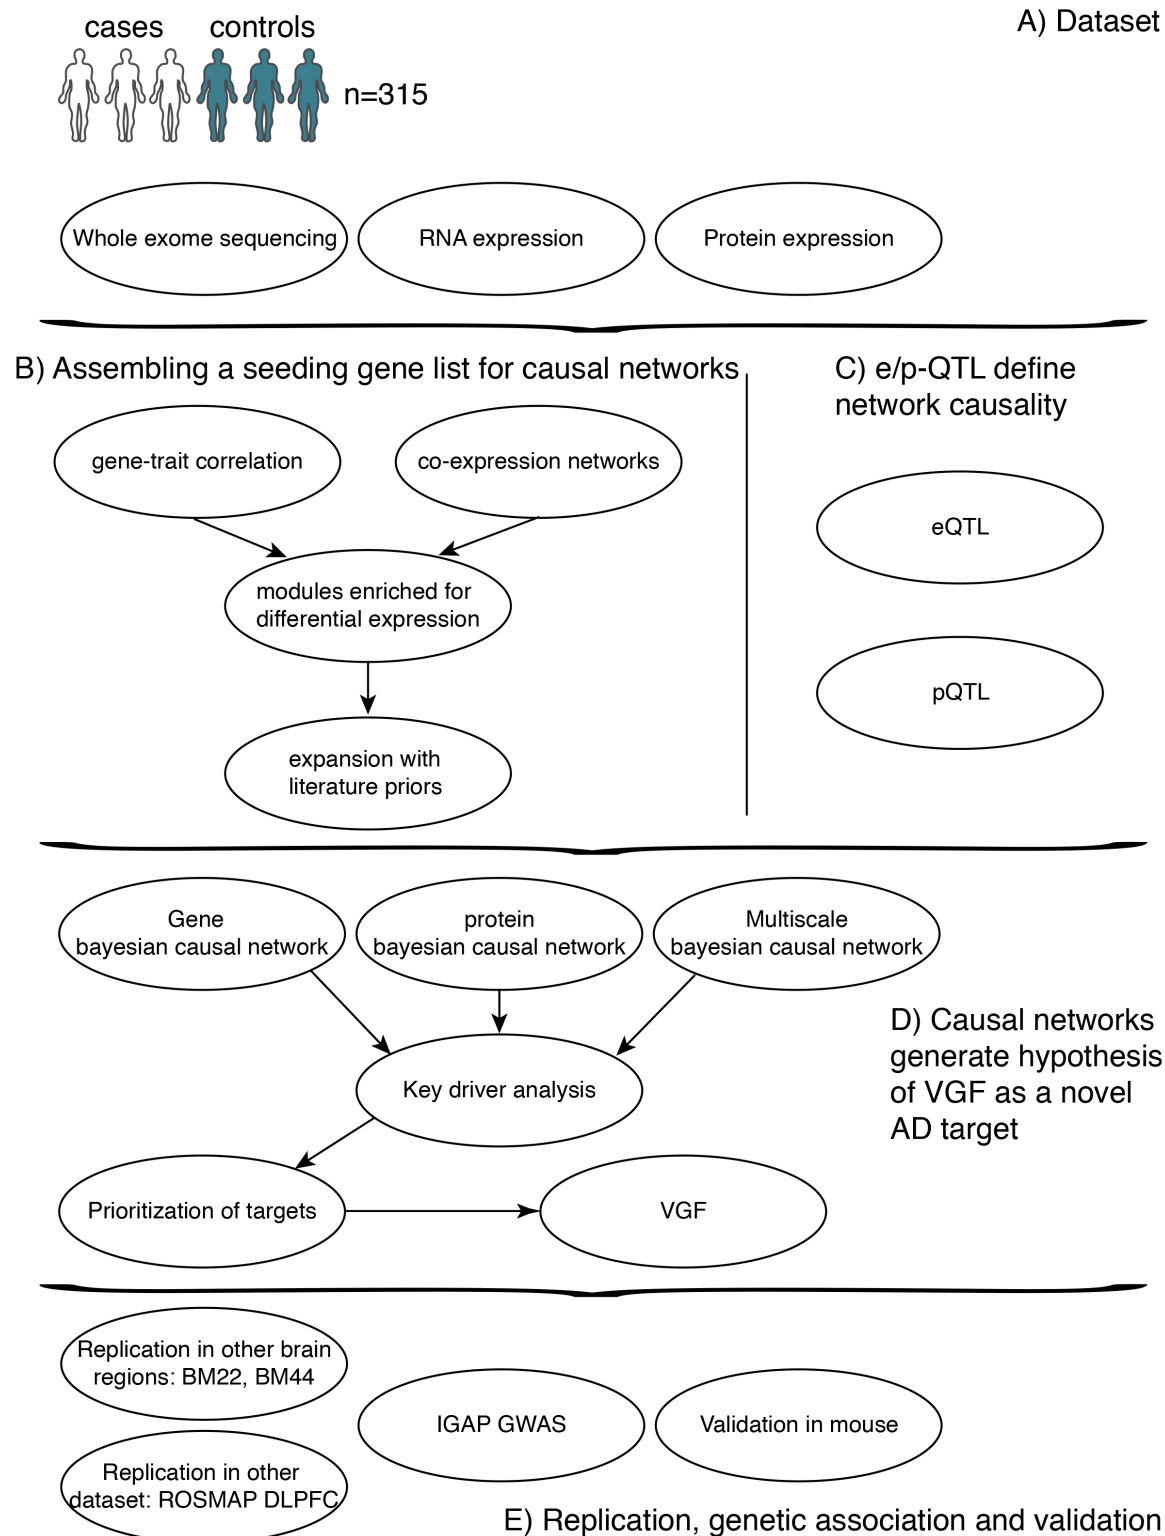 cases
controls
A) Dataset
n=315
Whole exome sequencing
RNA expression
Protein expression
B) Assembling a seeding gene list for causal networks
C) e/p-QTL define
network causality
gene-trait correlation
co-expression networks
eQTL
modules enriched for
differential expression
pQTL
expansion with
literature priors
Gene
bayesian causal network
protein
bayesian causal network
Multiscale
bayesian causal network
D) Causal networks
generate hypothesis
of VGF as a novel
AD target
Key driver analysis
Prioritization of targets
VGF
Replication in other brain
regions: BM22, BM44
IGAP GWAS
Validation in mouse
Replication in other
dataset: ROSMAP DLPFC
E) Replication, genetic association and validation